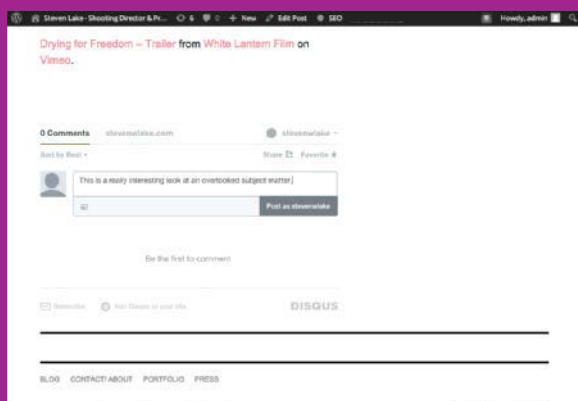 Steven Lake - Shooting Director & Pr... 6 0 + New Edit Post SEO Howdy, admin
Drying for Freedom – Trailer from White Lantern Film on
Vimeo.
0 Comments stevenwlake.com stevenwlake
Sort by Best Share Favorite
This is a really interesting look at an overlooked subject matter.
Post as stevenwlake
Be the first to comment
Subscribe Add Disqus to your site DISQUS
BLOG CONTACT/ ABOUT PORTFOLIO PRESS